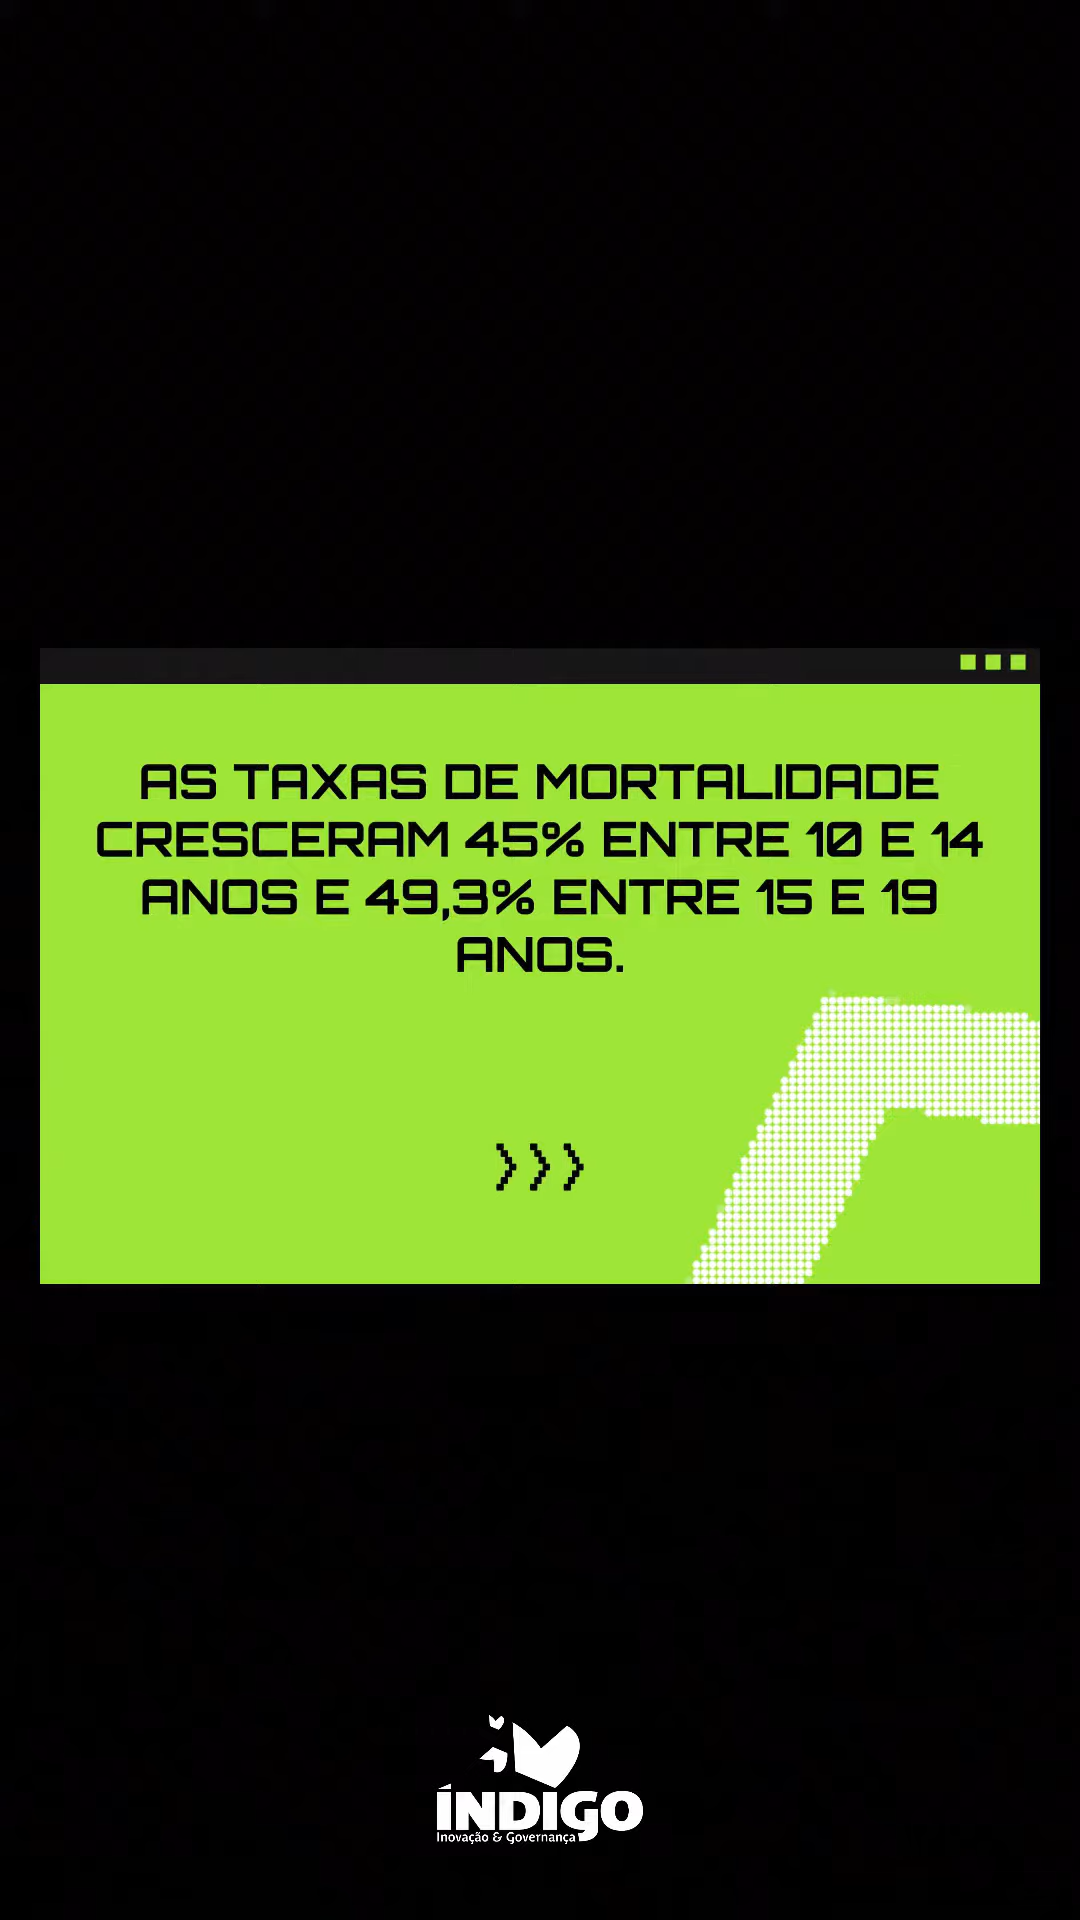 AS TAXAS DE MORTALIDADE
CRESCERAM 45% ENTRE 10 E 14
ANOS E 49,3% ENTRE 15 E 19
ANOS.
ÍNDIGO
Inovação & Governança